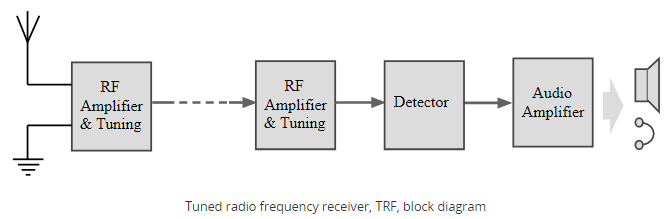 RF
Amplifier
& Tuning
RF
Amplifier
& Tuning
Detector
Audio
Amplifier
Tuned radio frequency receiver, TRF, block diagram